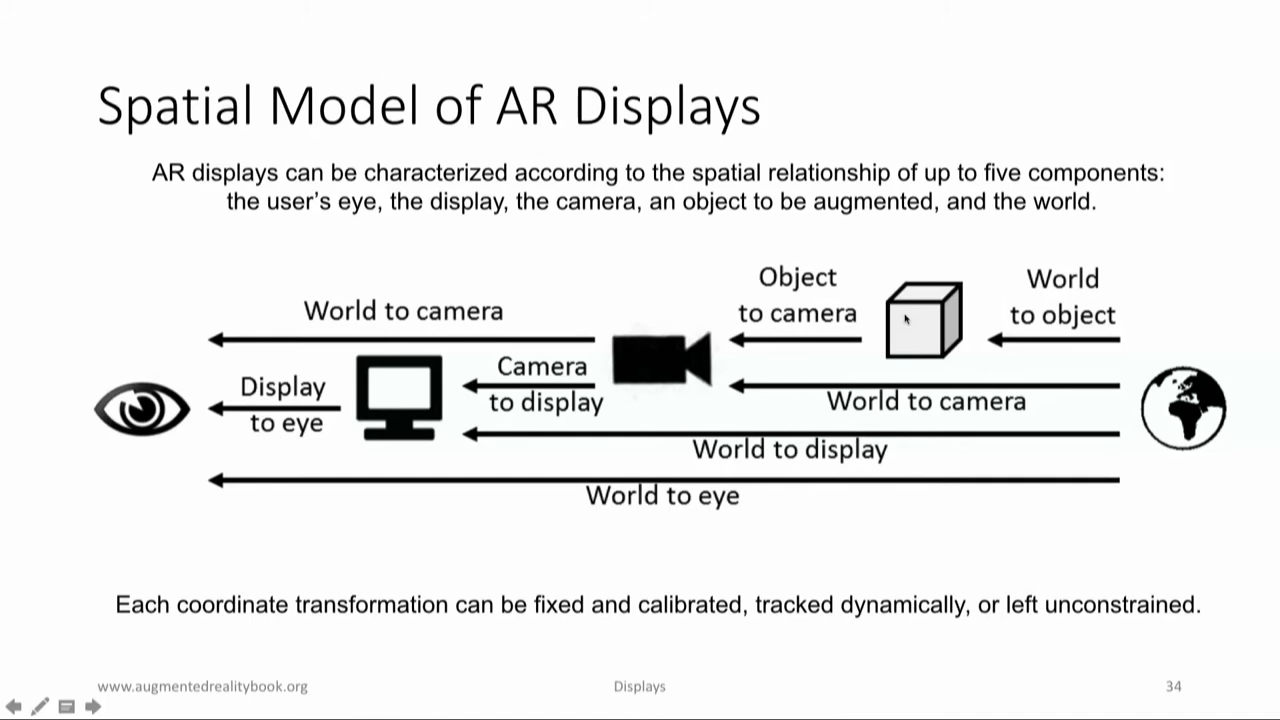 Spatial Model of AR Displays
AR displays can be characterized according to the spatial relationship of up to five components:
the user's eye, the display, the camera, an object to be augmented, and the world.
World to camera
Object
to camera
World
to object
Display
to eye
Camera
to display
World to camera
World to display
World to eye
Each coordinate transformation can be fixed and calibrated, tracked dynamically, or left unconstrained.
www.augmentedrealitybook.org
Displays
34